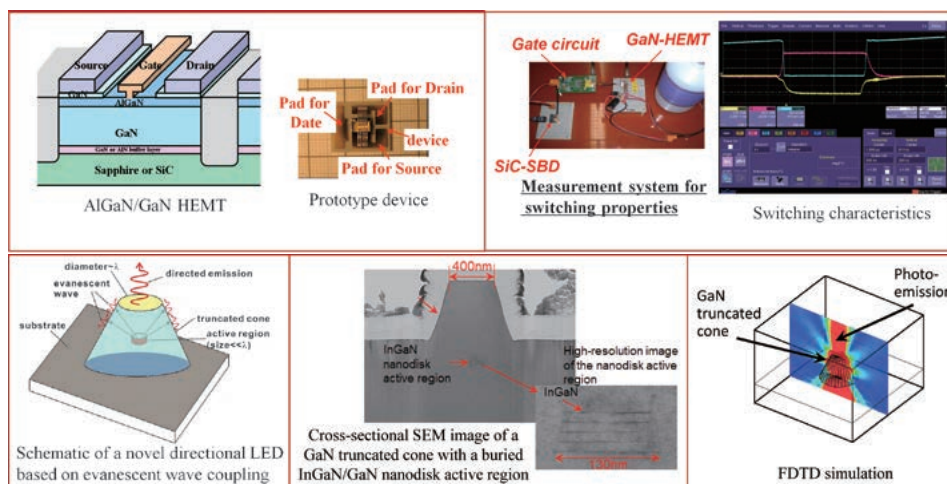 Source
Gate
Drain
GaN
AlGaN
GaN
GaN or AlN buffer layer
Sapphire or SiC
AlGaN/GaN HEMT
Pad for
Date
Pad for Drain
device
Pad for Source
Prototype device
Gate circuit
GaN-HEMT
SiC-SBD
Measurement system for
switching properties
Switching characteristics
diameter~λ
directed emission
evanescent
wave
truncated cone
substrate
active region
(size<<λ)
Schematic of a novel directional LED
based on evanescent wave coupling
400nm
InGaN
nanodisk
active region
High-resolution image
of the nanodisk active
region
InGaN
130nm
Cross-sectional SEM image of a
GaN truncated cone with a buried
InGaN/GaN nanodisk active region
Photo-
emission
GaN
truncated
cone
FDTD simulation